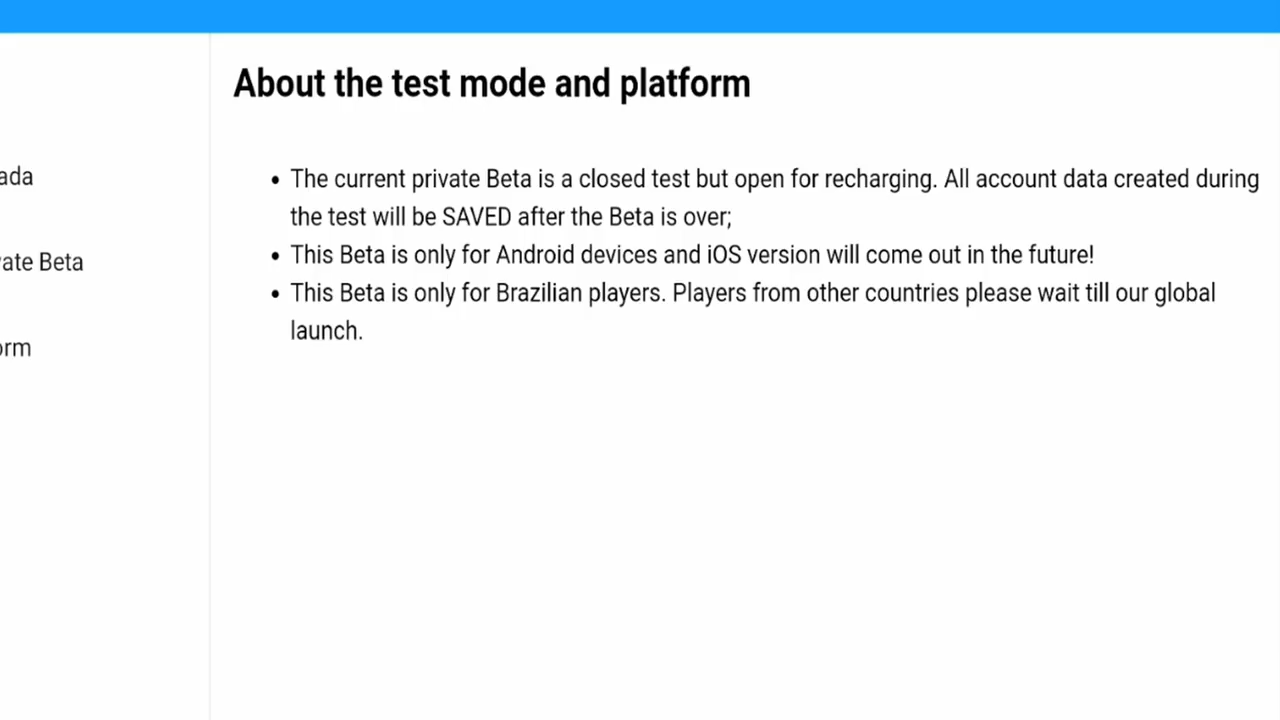 About the test mode and platform
ada
The current private Beta is a closed test but open for recharging. All account data created during
the test will be SAVED after the Beta is over;
ate Beta
This Beta is only for Android devices and iOS version will come out in the future!
This Beta is only for Brazilian players. Players from other countries please wait till our global
launch.
orm